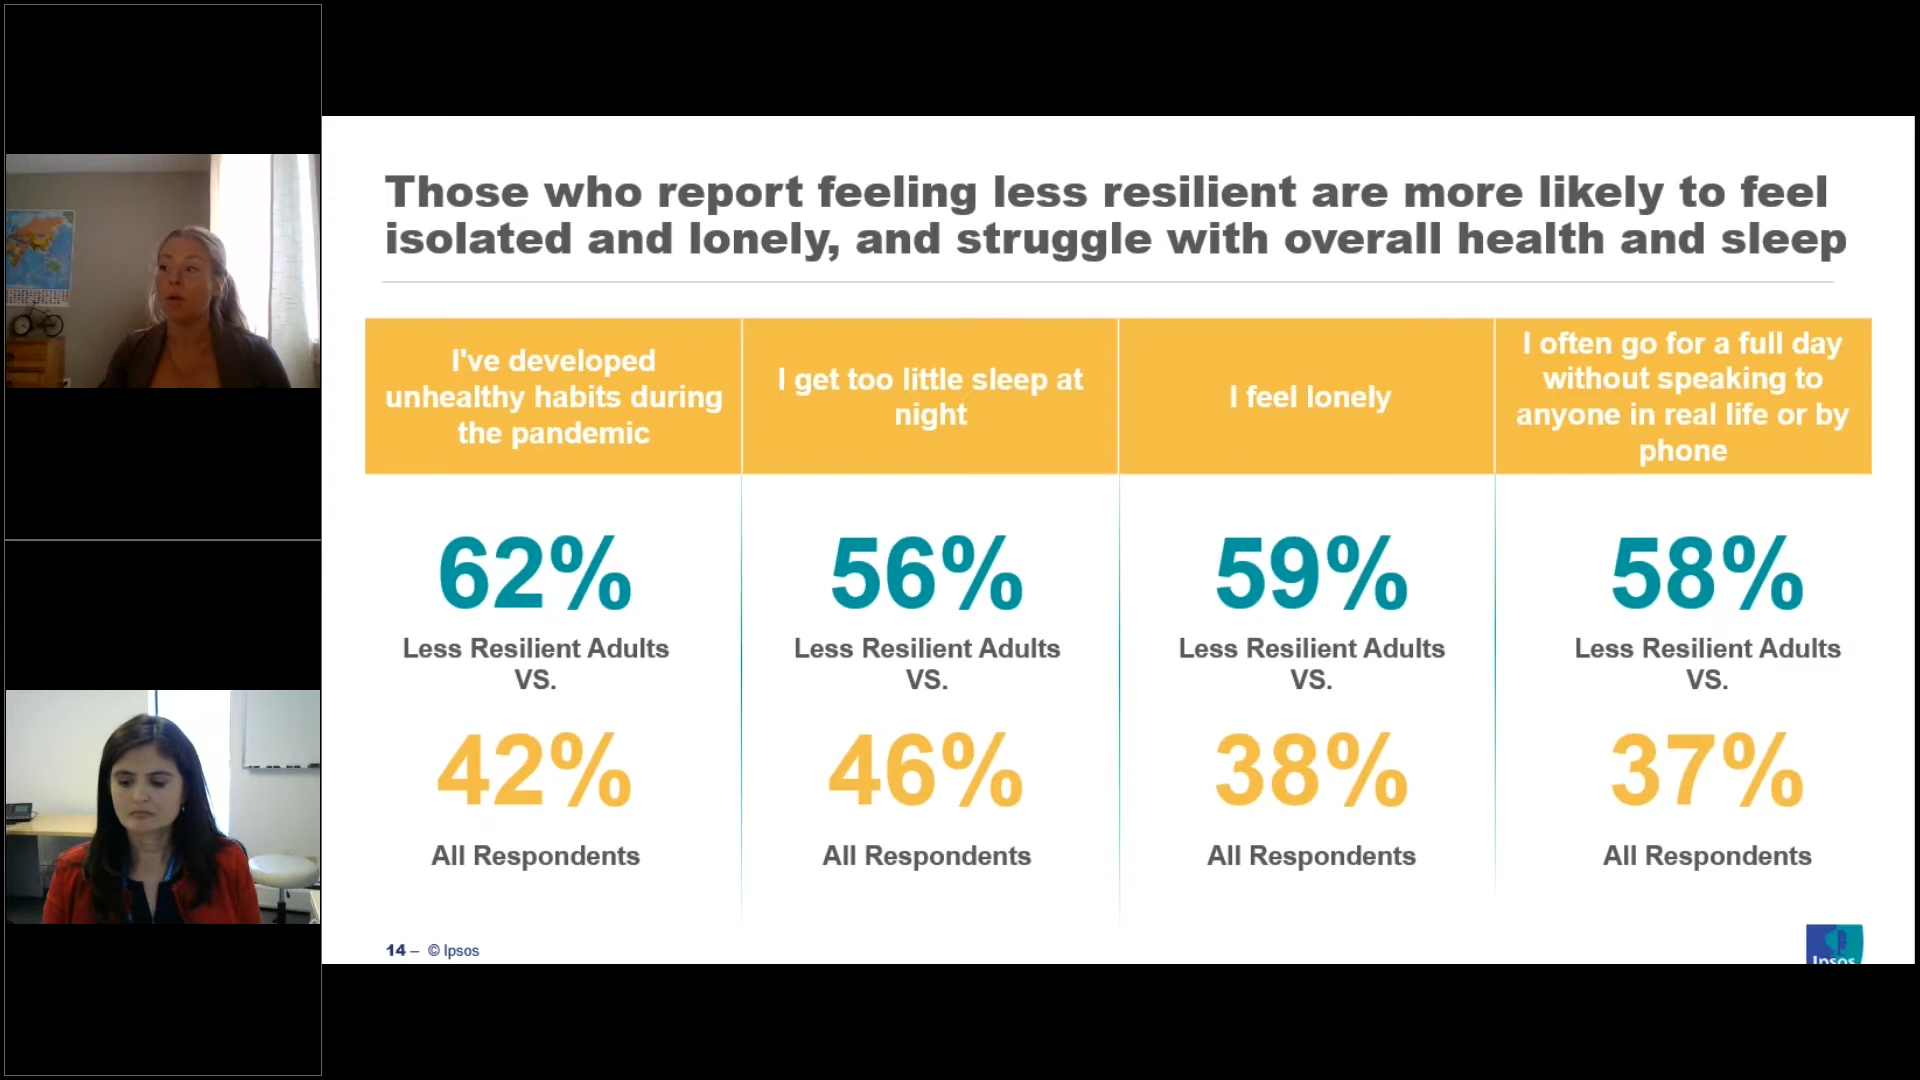 Those who report feeling less resilient are more likely to feel
isolated and lonely, and struggle with overall health and sleep
I've developed
unhealthy habits during
the pandemic
I get too little sleep at
night
I feel lonely
I often go for a full day
without speaking to
anyone in real life or by
phone
62%
Less Resilient Adults
VS.
42%
All Respondents
56%
Less Resilient Adults
VS.
46%
All Respondents
59%
Less Resilient Adults
VS.
38%
All Respondents
58%
Less Resilient Adults
VS.
37%
All Respondents
14 – © Ipsos
Ipsos